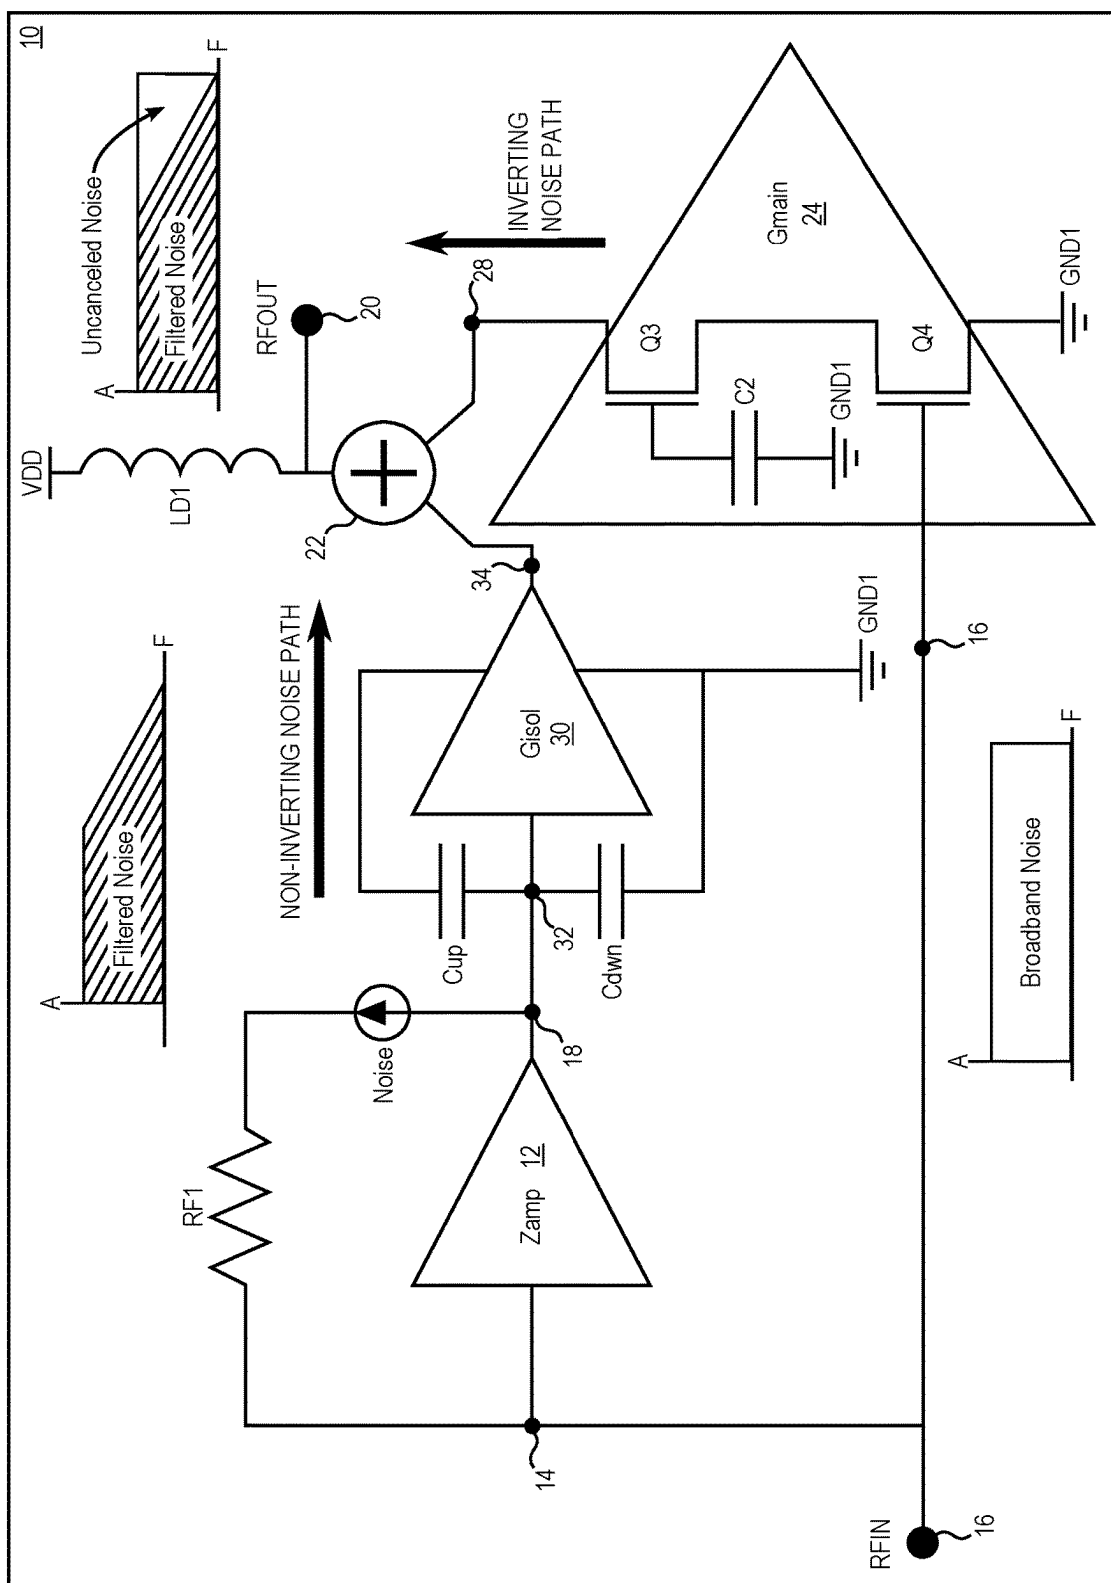 10
A
Filtered Noise
F
VDD
LD1
Uncanceled Noise
A
Filtered Noise
F
RFOUT
20
22
NON-INVERTING NOISE PATH
INVERTING
NOISE PATH
28
34
RF1
Noise
18
Zamp 12
Cup
32
Cdwn
Gisol
30
GND1
14
Q3
C2
GND1
Q4
Gmain
24
GND1
RFIN
16
16
A
Broadband Noise
F